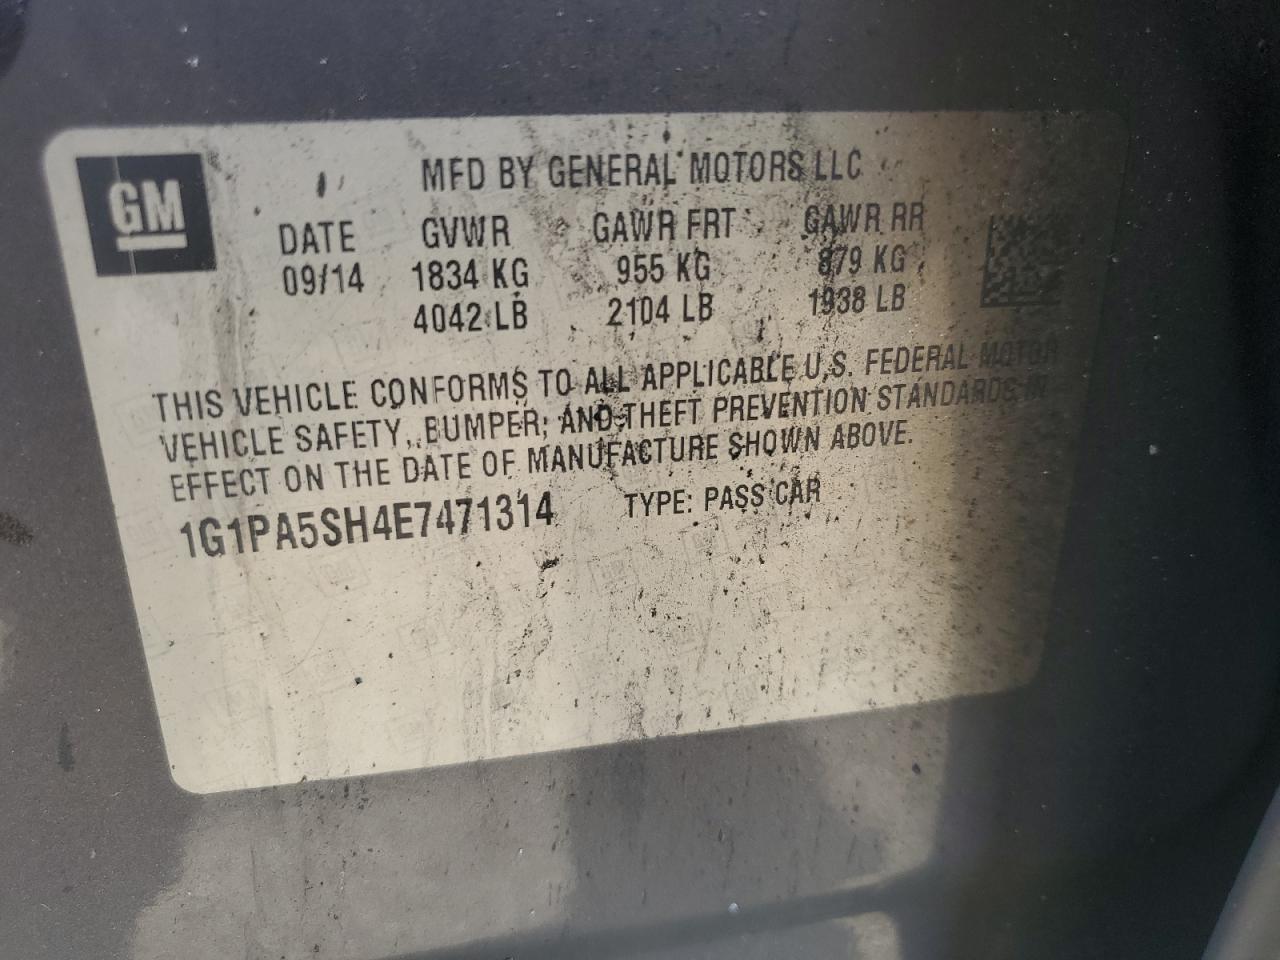 GM
MFD BY GENERAL MOTORS LLC
DATE GVWR GAWR FRT GAWR RR
09/14 1834 KG 955 KG 879 KG
4042 LB 2104 LB 1938 LB
THIS VEHICLE CONFORMS TO ALL APPLICABLE U.S. FEDERAL MOTOR
VEHICLE SAFETY, BUMPER, AND THEFT PREVENTION STANDARDS IN
EFFECT ON THE DATE OF MANUFACTURE SHOWN ABOVE.
1G1PA5SH4E7471314 TYPE: PASS CAR